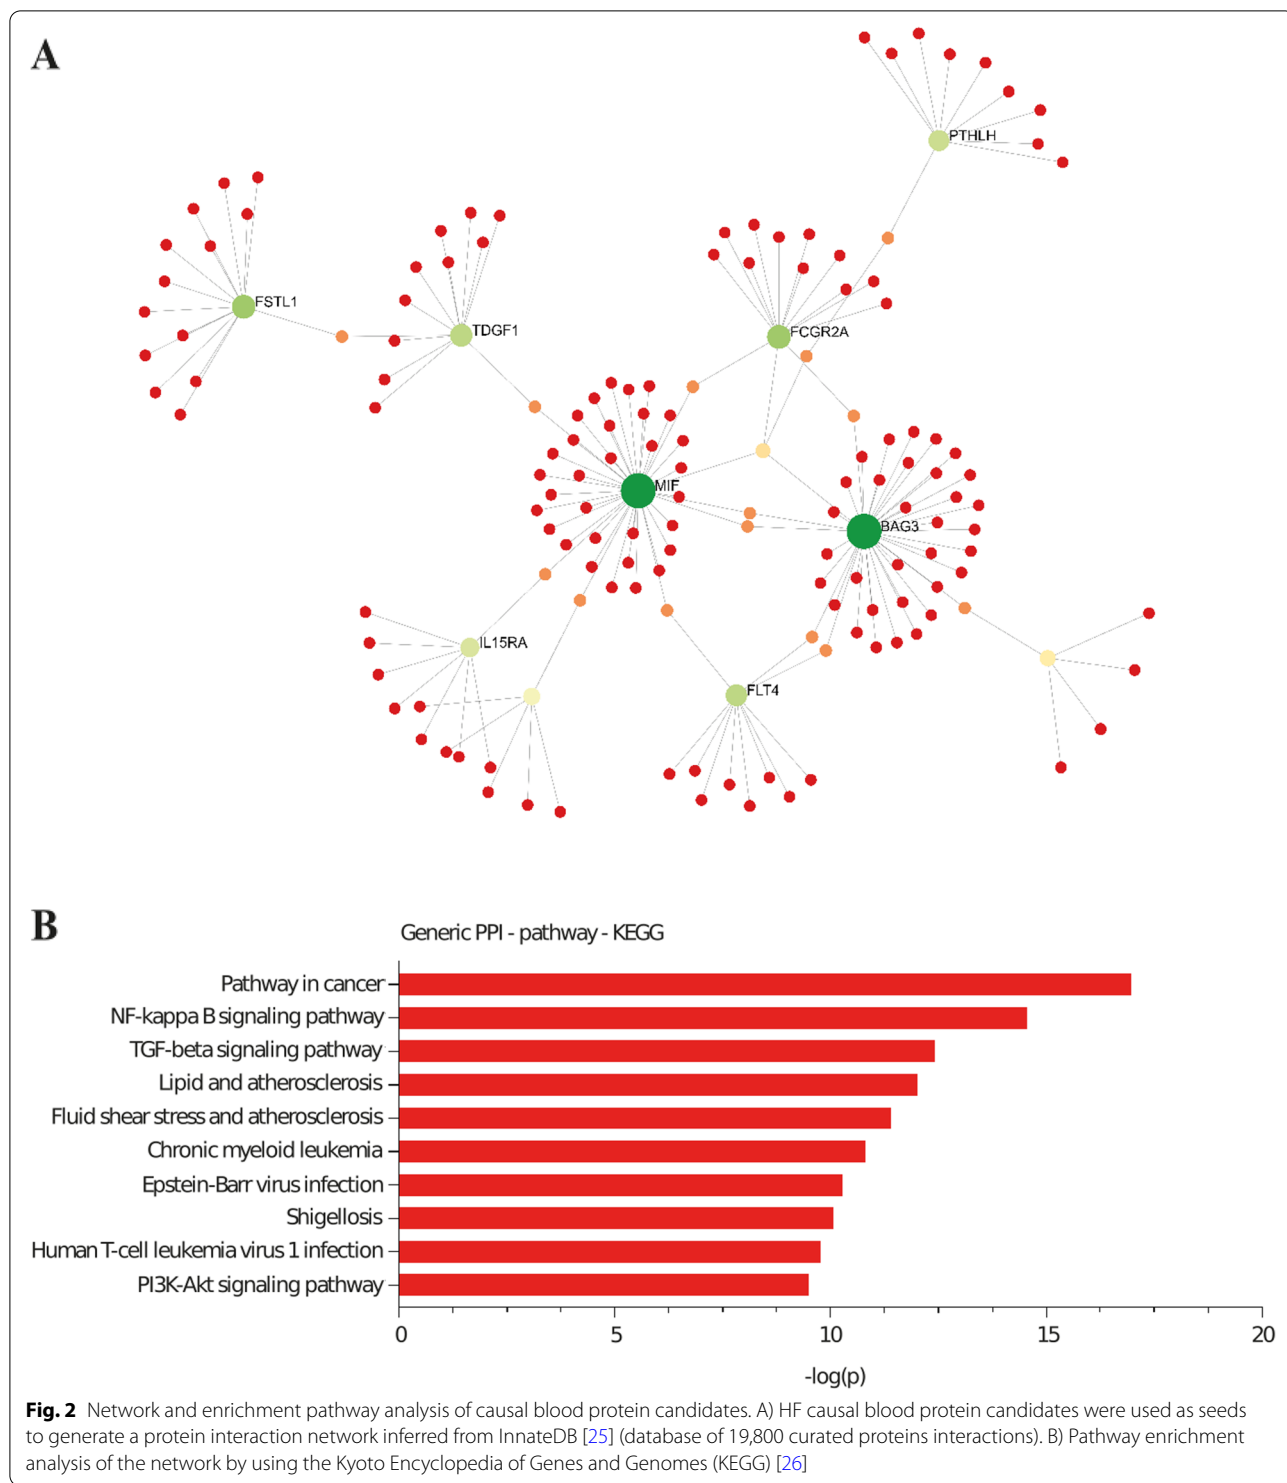 A
PTHLH
FSTL1
TDGF1
FCGR2A
MIF
BAG3
IL15RA
FLT4
B
Generic PPI - pathway - KEGG
Pathway in cancer
NF-kappa B signaling pathway
TGF-beta signaling pathway
Lipid and atherosclerosis
Fluid shear stress and atherosclerosis
Chronic myeloid leukemia
Epstein-Barr virus infection
Shigellosis
Human T-cell leukemia virus 1 infection
PI3K-Akt signaling pathway
0 5 10 15 20
-log(p)
Fig. 2 Network and enrichment pathway analysis of causal blood protein candidates. A) HF causal blood protein candidates were used as seeds
to generate a protein interaction network inferred from InnateDB [25] (database of 19,800 curated proteins interactions). B) Pathway enrichment
analysis of the network by using the Kyoto Encyclopedia of Genes and Genomes (KEGG) [26]